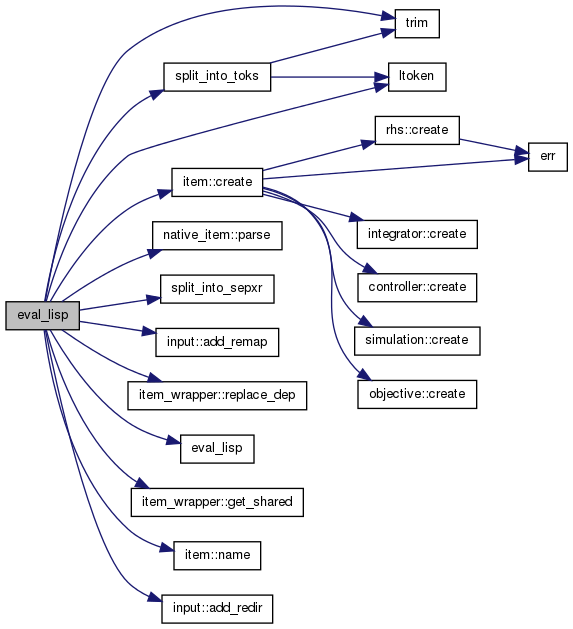 trim
split_into_toks
ltoken
rhs::create
err
item::create
native_item::parse
integrator::create
split_into_sepxr
controller::create
eval_lisp
input::add_remap
simulation::create
item_wrapper::replace_dep
objective::create
eval_lisp
item_wrapper::get_shared
item::name
input::add_redir